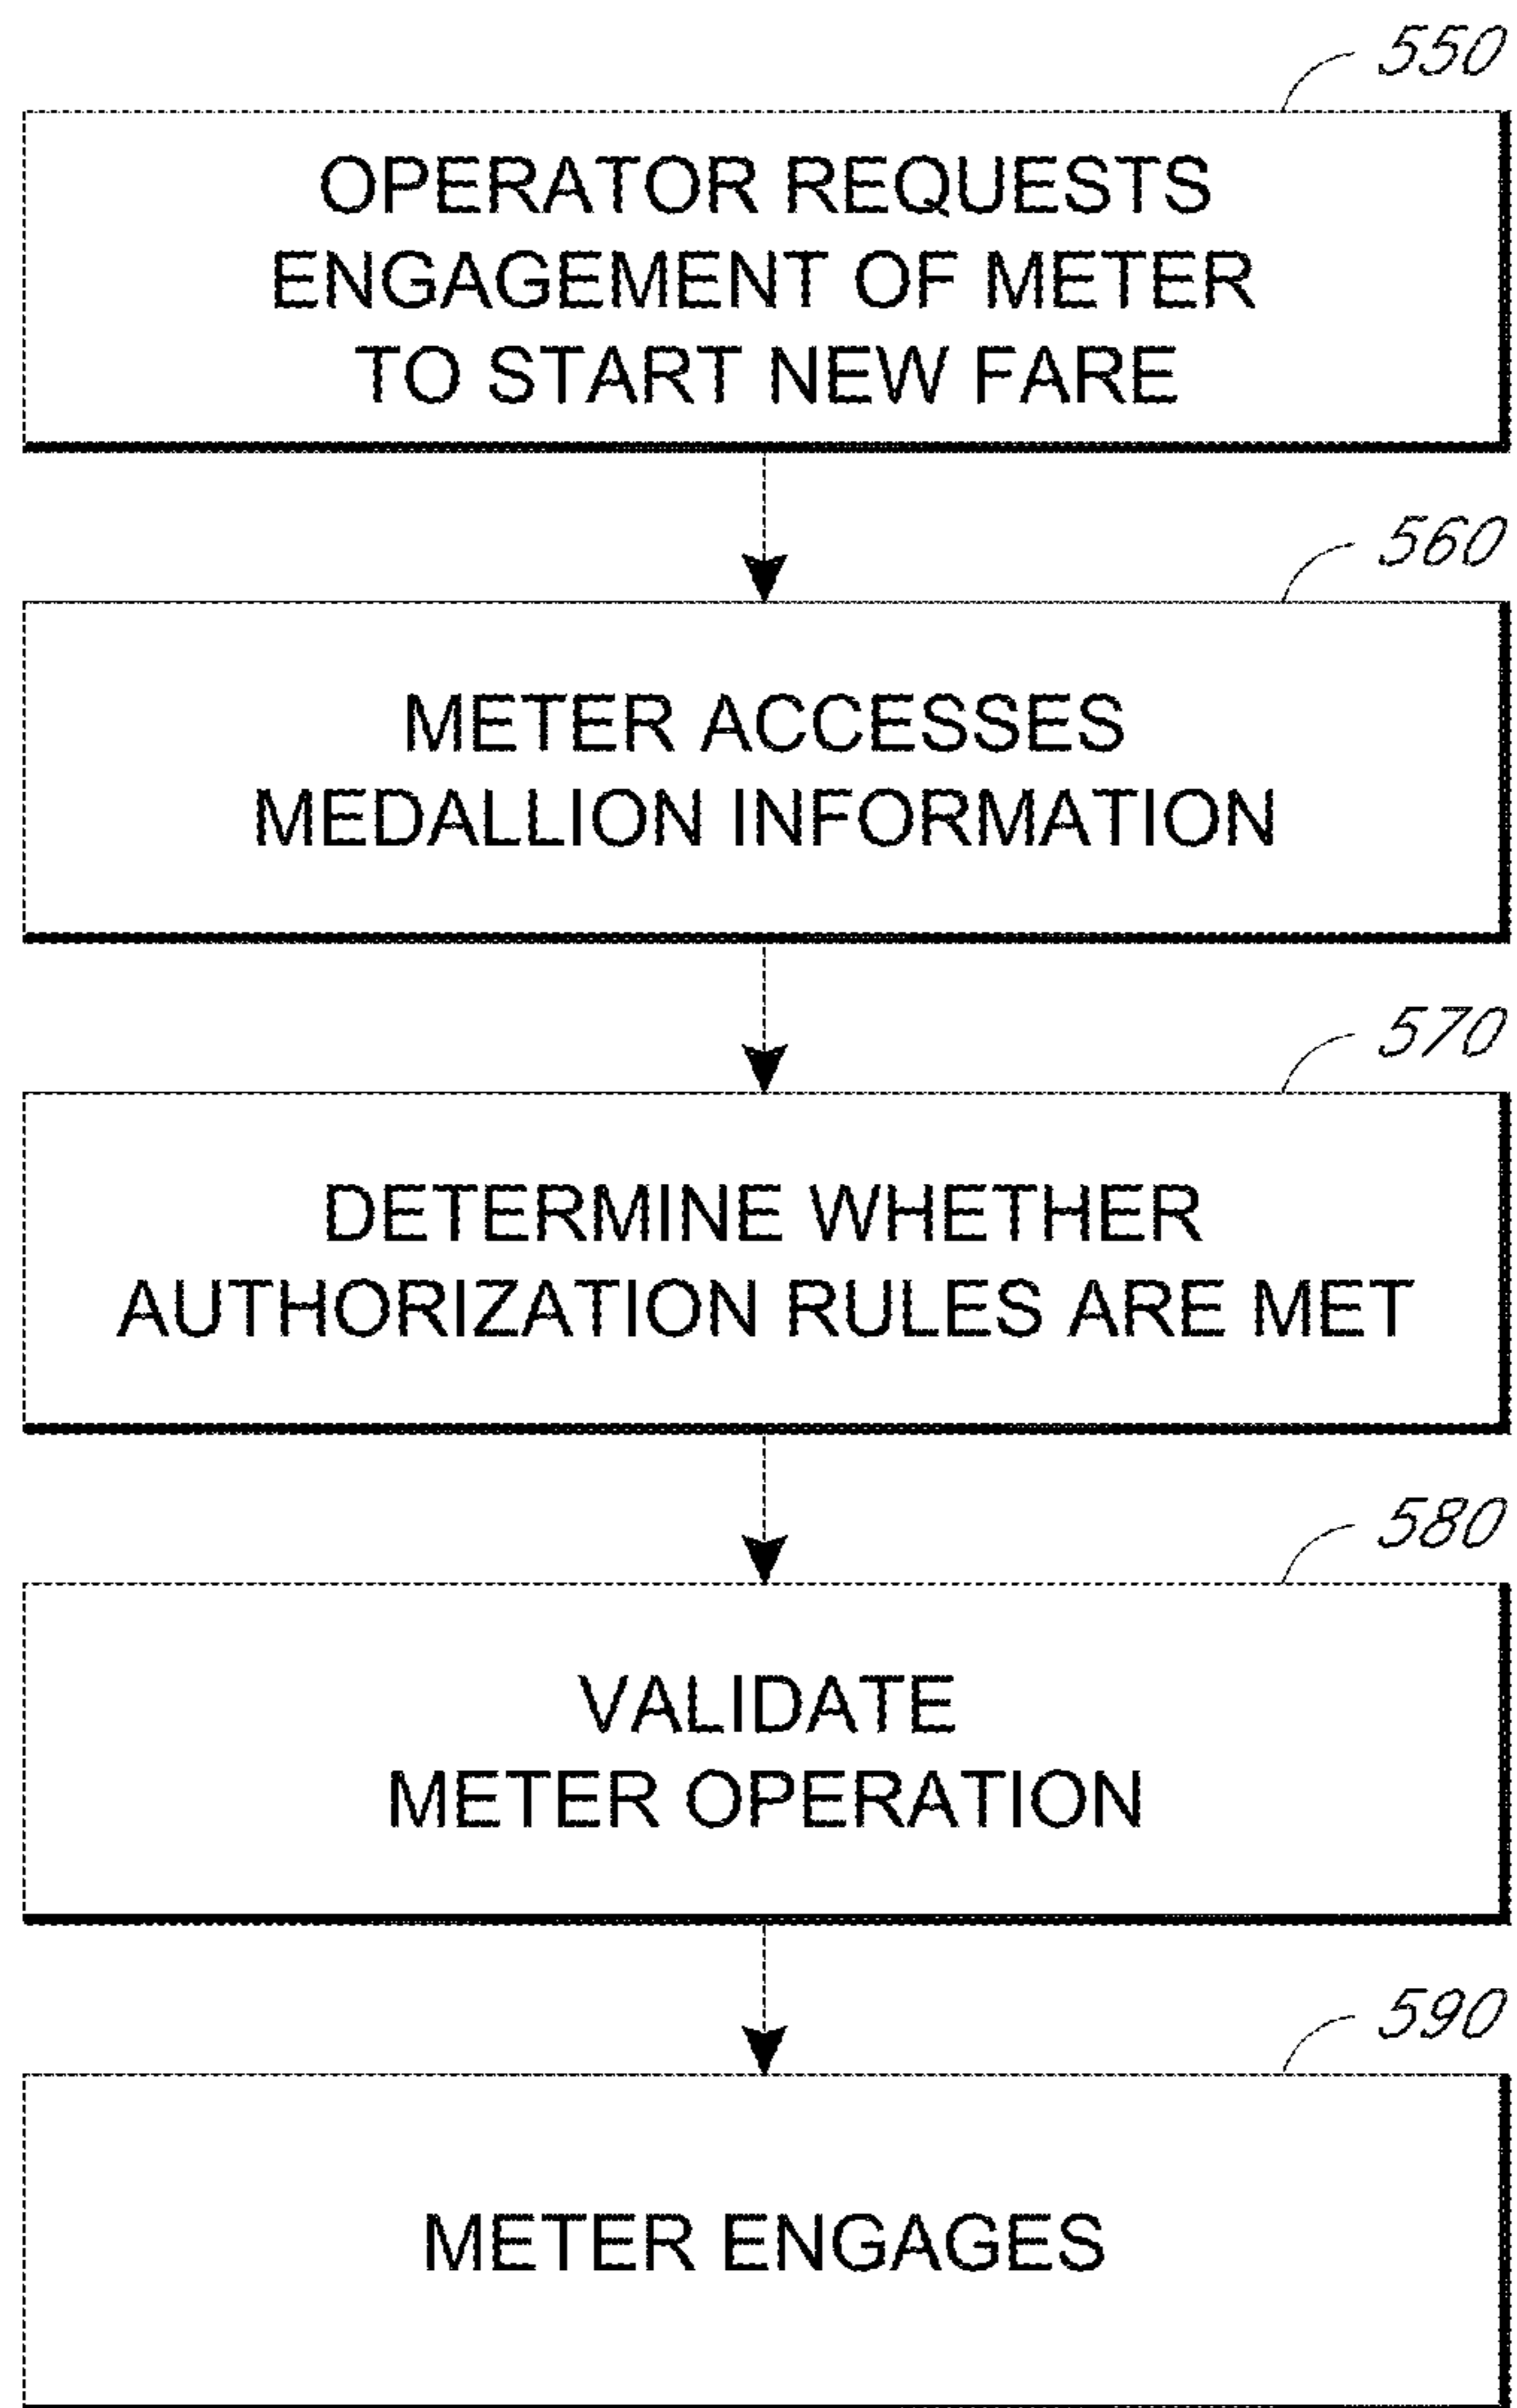 550
OPERATOR REQUESTS
ENGAGEMENT OF METER
TO START NEW FARE
560
METER ACCESSES
MEDALLION INFORMATION
570
DETERMINE WHETHER
AUTHORIZATION RULES ARE MET
580
VALIDATE
METER OPERATION
590
METER ENGAGES